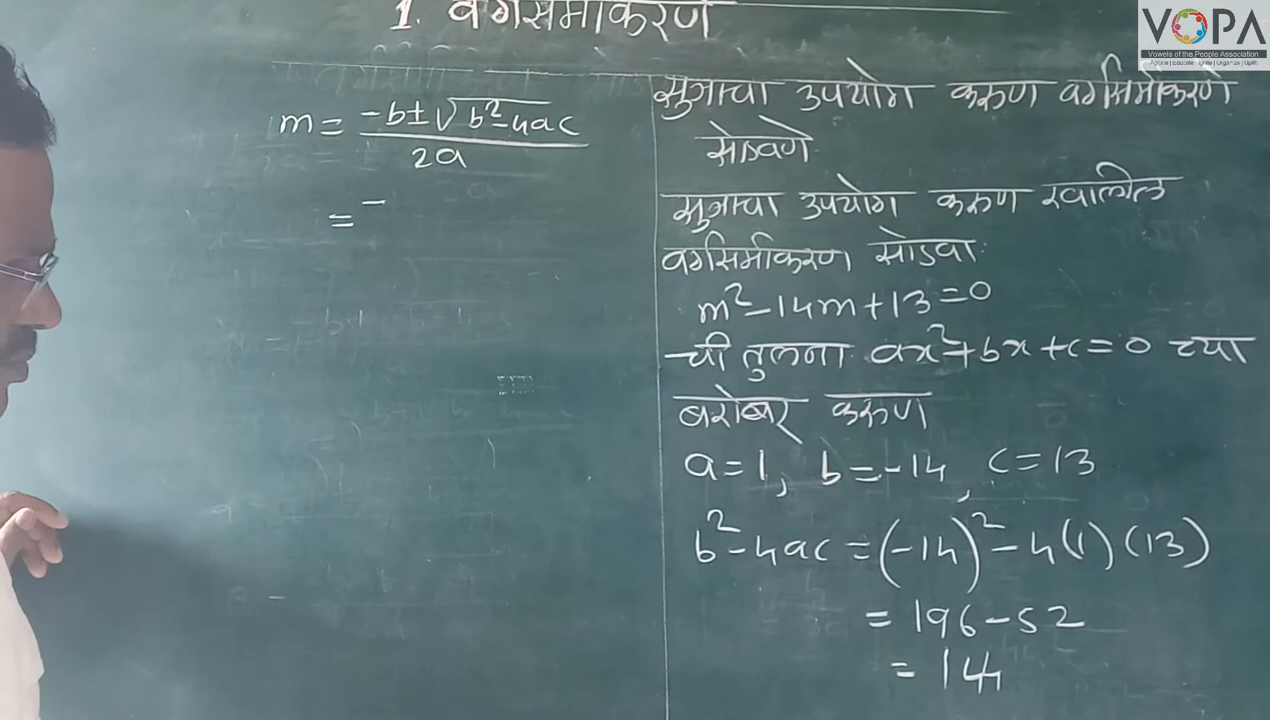 1. वर्गसमीकरण
VOPA
Vowels of the People Association
m = -b±√b²-4ac
2a
= -
सुत्राचा उपयोग करुण वर्गसमीकरणे
सोडवणे
सुत्राचा उपयोग करुण खालील
वर्गसमीकरण सोडवा.
m²-14m+13=0
ची तुलना ax²+bx+c=0 च्या
बरोबर करुण
a=1, b=-14, c=13
b²-4ac = (-14)² - 4(1)(13)
= 196-52
= 144